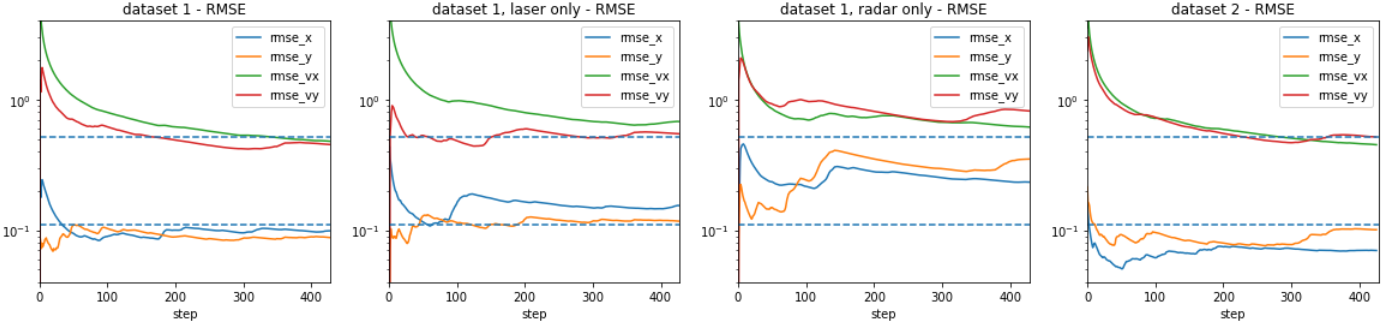 dataset 1 - RMSE
10⁰
10⁻¹
rmse_x
rmse_y
rmse_vx
rmse_vy
0 100 200 300 400
step
dataset 1, laser only - RMSE
10⁰
10⁻¹
rmse_x
rmse_y
rmse_vx
rmse_vy
0 100 200 300 400
step
dataset 1, radar only - RMSE
10⁰
10⁻¹
rmse_x
rmse_y
rmse_vx
rmse_vy
0 100 200 300 400
step
dataset 2 - RMSE
10⁰
10⁻¹
rmse_x
rmse_y
rmse_vx
rmse_vy
0 100 200 300 400
step